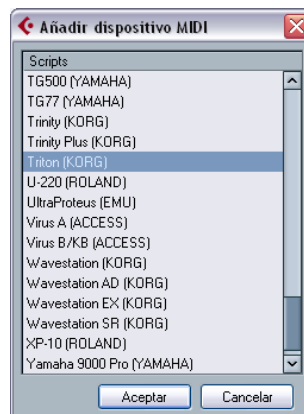 Añadir dispositivo MIDI
Scripts
TG500 (YAMAHA)
TG77 (YAMAHA)
Trinity (KORG)
Trinity Plus (KORG)
Triton (KORG)
U-220 (ROLAND)
UltraProteus (EMU)
Virus A (ACCESS)
Virus B/KB (ACCESS)
Wavestation (KORG)
Wavestation AD (KORG)
Wavestation EX (KORG)
Wavestation SR (KORG)
XP-10 (ROLAND)
Yamaha 9000 Pro (YAMAHA)
Aceptar Cancelar